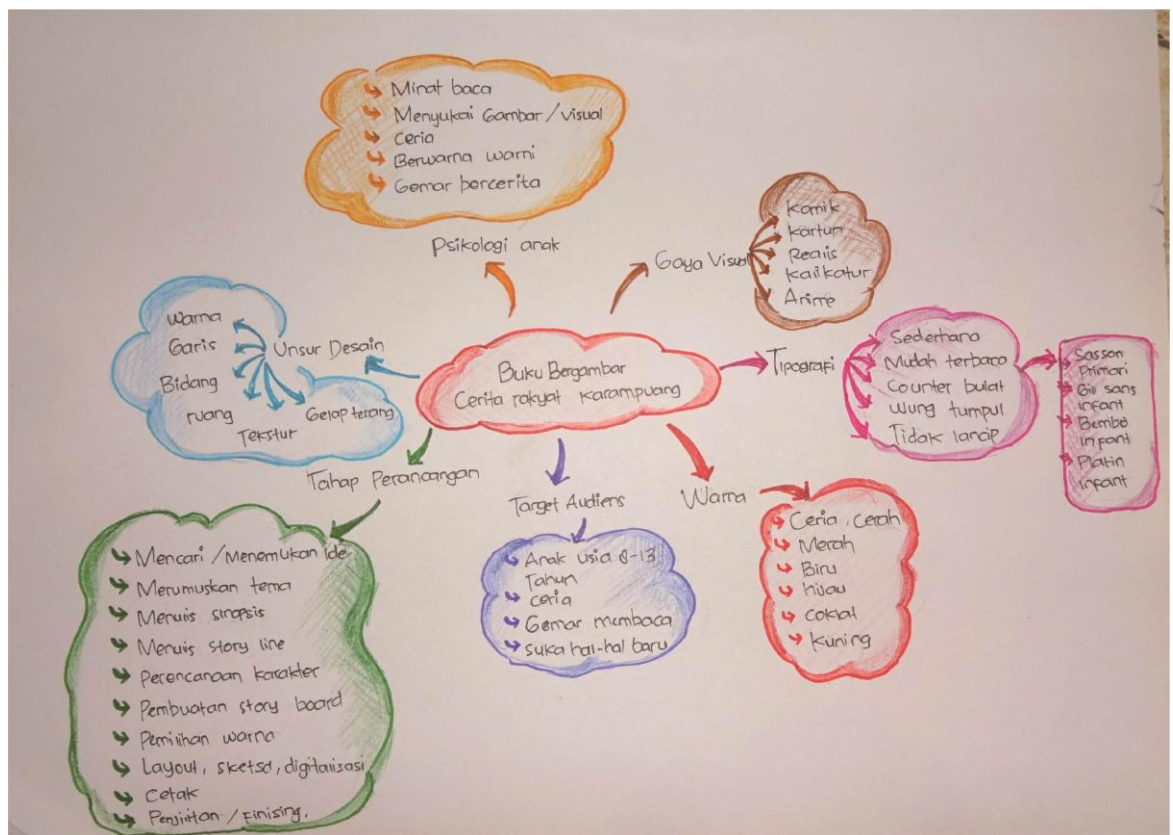 Minat baca
Menyukai Gambar / visual
Ceria
Berwarna warni
Gemar bercerita
Psikologi anak
Gaya Visual
Komik
Kartun
Realis
Karikatur
Anime
Unsur Desain
Warna
Garis
Bidang
ruang
Tekstur
Gelap terang
Buku Bergambar
Cerita rakyat Karampuang
Tipografi
Sederhana
Mudah terbaca
Counter bulat
Ujung tumpul
Tidak lancip
Sasson
Primari
Gill sans
infant
Bembo
infant
Platin
infant
Tahap Perancangan
Mencari / Menemukan ide
Merumuskan tema
Menulis sinopsis
Menulis story line
Perencanaan karakter
Pembuatan story board
Pemilihan warna
Layout, sketsa, digitalisasi
Cetak
Penjilitan / Finising.
Target Audiens
Anak usia 8-13
Tahun
Ceria
Gemar membaca
suka hal-hal baru
Warna
Ceria, cerah
Merah
Biru
hijau
coklat
Kuning